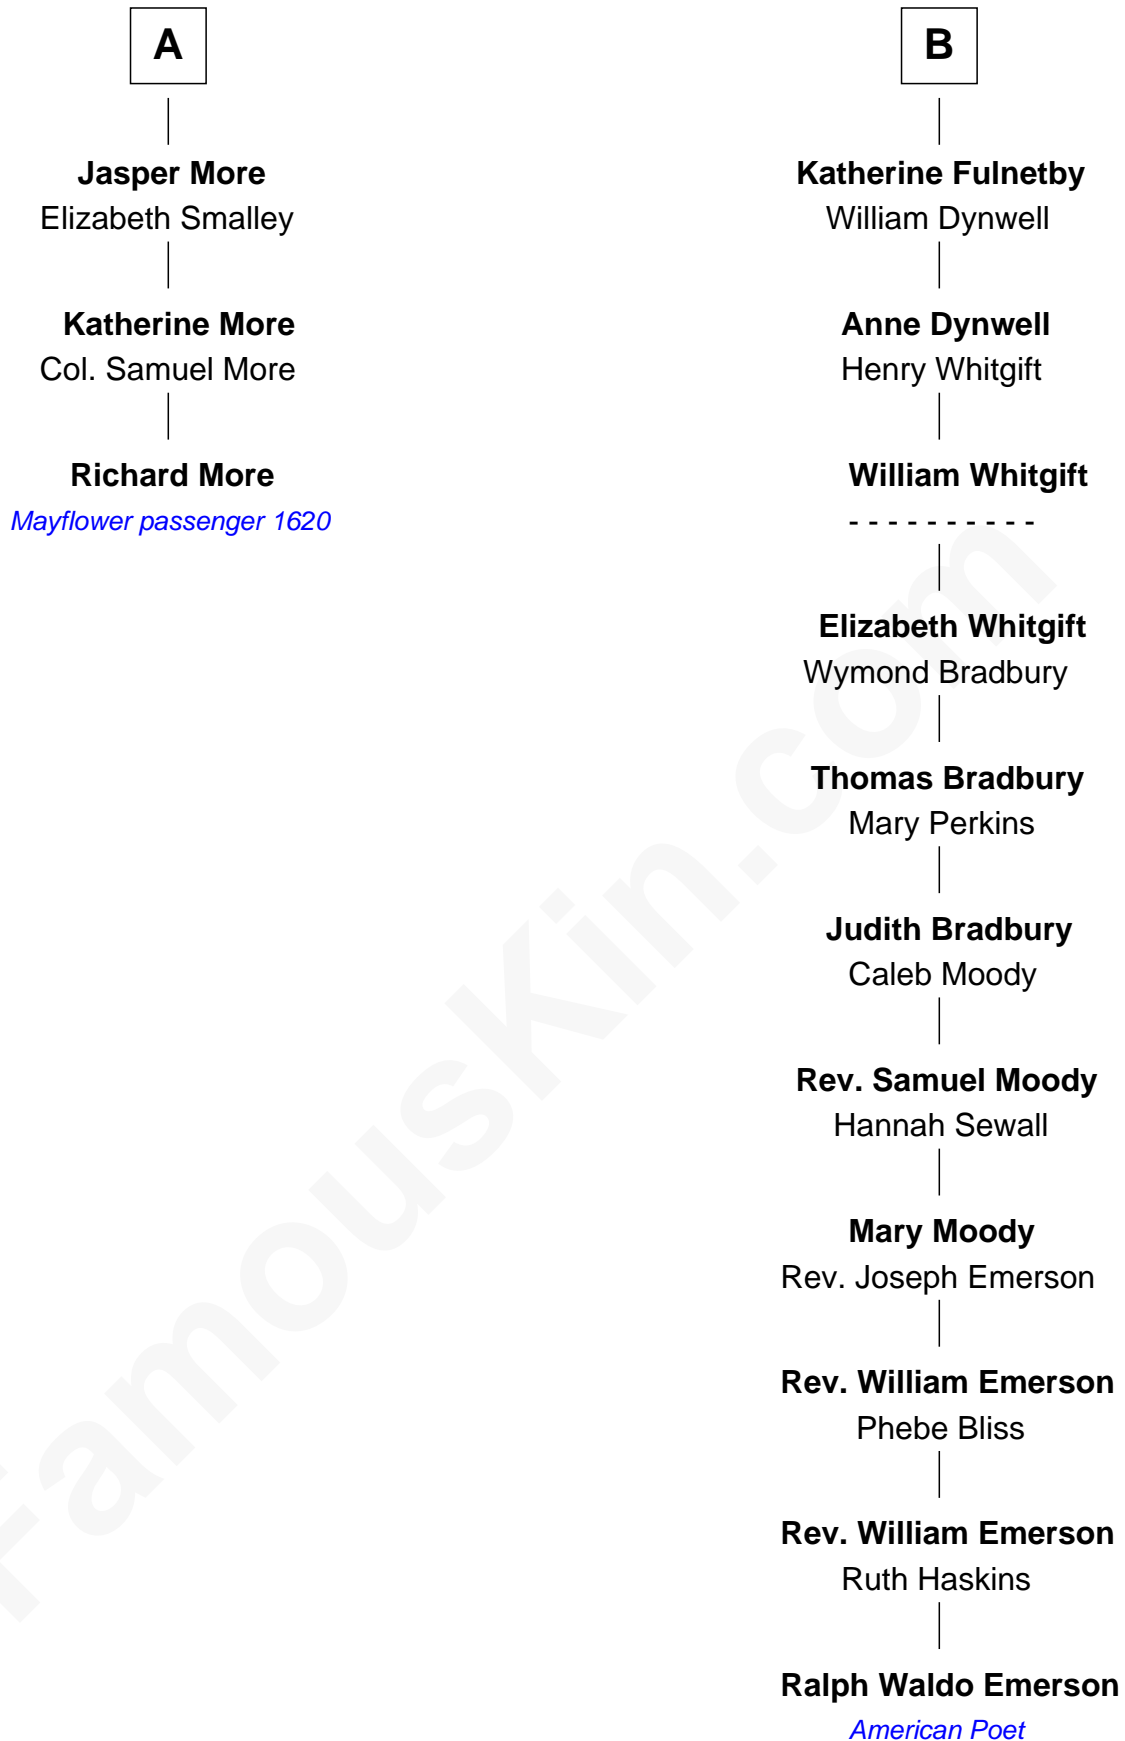 A
Jasper More
Elizabeth Smalley
Katherine More
Col. Samuel More
Richard More
Mayflower passenger 1620
B
Katherine Fulnetby
William Dynwell
Anne Dynwell
Henry Whitgift
William Whitgift
- - - - - - - - - -
Elizabeth Whitgift
Wymond Bradbury
Thomas Bradbury
Mary Perkins
Judith Bradbury
Caleb Moody
Rev. Samuel Moody
Hannah Sewall
Mary Moody
Rev. Joseph Emerson
Rev. William Emerson
Phebe Bliss
Rev. William Emerson
Ruth Haskins
Ralph Waldo Emerson
American Poet
FamousKin.com